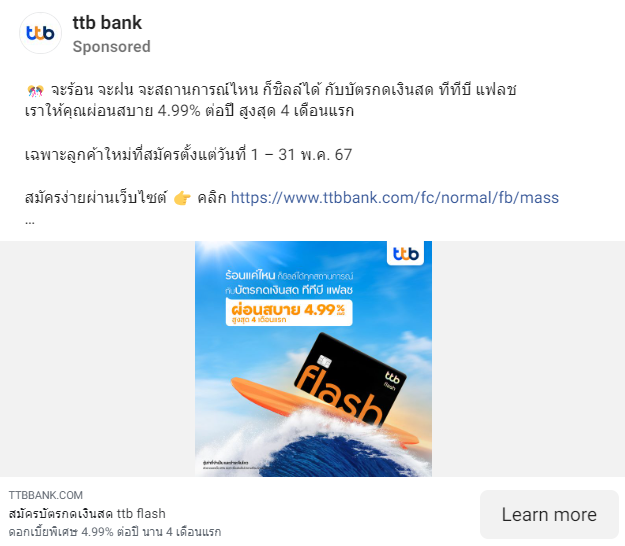 ttb bank
Sponsored
🎊 จะร้อน จะฝน จะสถานการณ์ไหน ก็ชิลล์ได้ กับบัตรกดเงินสด ทีทีบี แฟลช
เราให้คุณผ่อนสบาย 4.99% ต่อปี สูงสุด 4 เดือนแรก
เฉพาะลูกค้าใหม่ที่สมัครตั้งแต่วันที่ 1 – 31 พ.ค. 67
สมัครง่ายผ่านเว็บไซต์ 👉 คลิก https://www.ttbbank.com/fc/normal/fb/mass
...
ttb
ttb
ร้อนแค่ไหน ก็ชิลล์ได้ทุกสถานการณ์
กับบัตรกดเงินสด ทีทีบี แฟลช
ผ่อนสบาย 4.99%
สูงสุด 4 เดือนแรก
ttb
flash
flash
TTBBANK.COM
สมัครบัตรกดเงินสด ttb flash
ดอกเบี้ยพิเศษ 4.99% ต่อปี นาน 4 เดือนแรก
Learn more